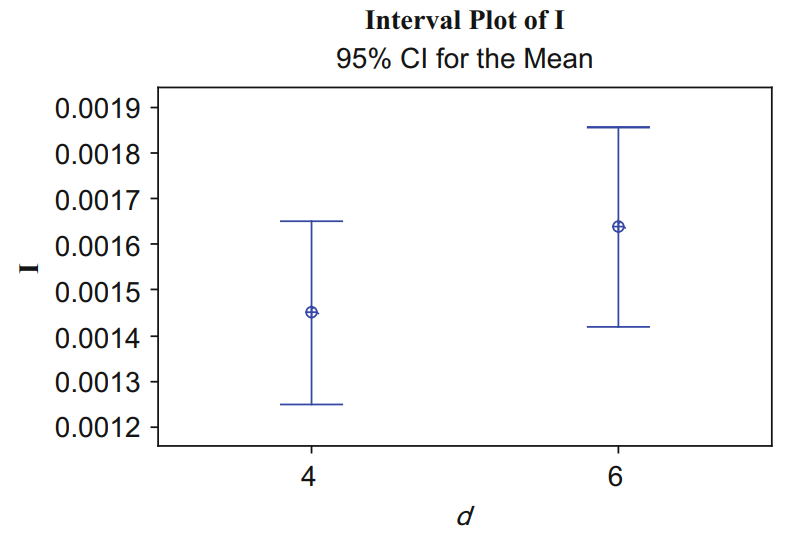 Interval Plot of I
95% CI for the Mean
0.0019
0.0018
0.0017
0.0016
0.0015
0.0014
0.0013
0.0012
I
4
6
d